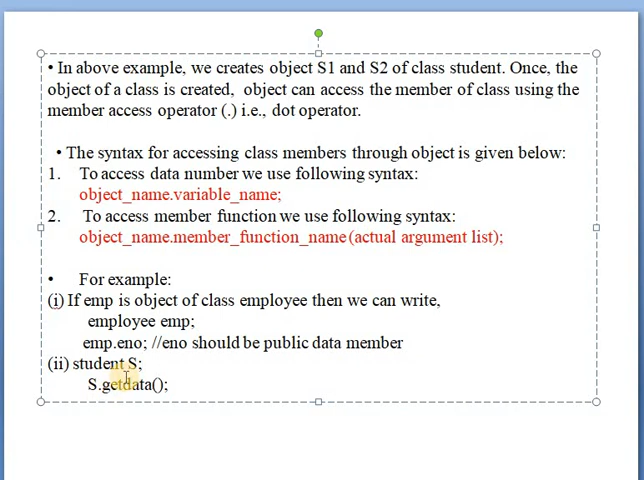 • In above example, we creates object S1 and S2 of class student. Once, the
object of a class is created, object can access the member of class using the
member access operator (.) i.e., dot operator.
• The syntax for accessing class members through object is given below:
1. To access data number we use following syntax:
object_name.variable_name;
2. To access member function we use following syntax:
object_name.member_function_name(actual argument list);
• For example:
(i) If emp is object of class employee then we can write,
employee emp;
emp.eno; //eno should be public data member
(ii) student S;
S.getdata();